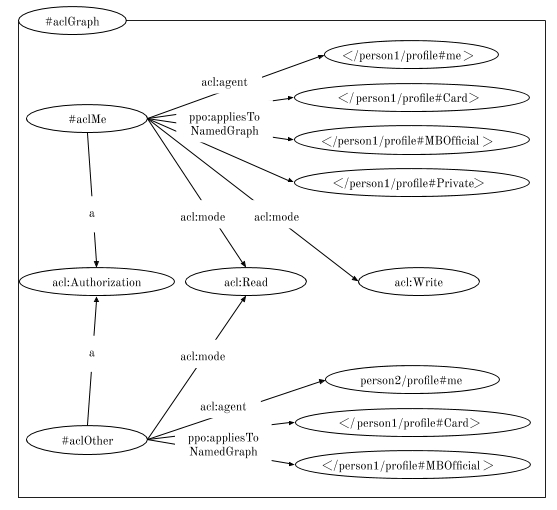 #aclGraph
</person1/profile#me>
acl:agent
</person1/profile#Card>
#aclMe
ppo:appliesTo
NamedGraph
</person1/profile#MBOfficial >
</person1/profile#Private>
a
acl:mode
acl:mode
acl:Authorization
acl:Read
acl:Write
a
acl:mode
person2/profile#me
acl:agent
</person1/profile#Card>
#aclOther
ppo:appliesTo
NamedGraph
</person1/profile#MBOfficial >